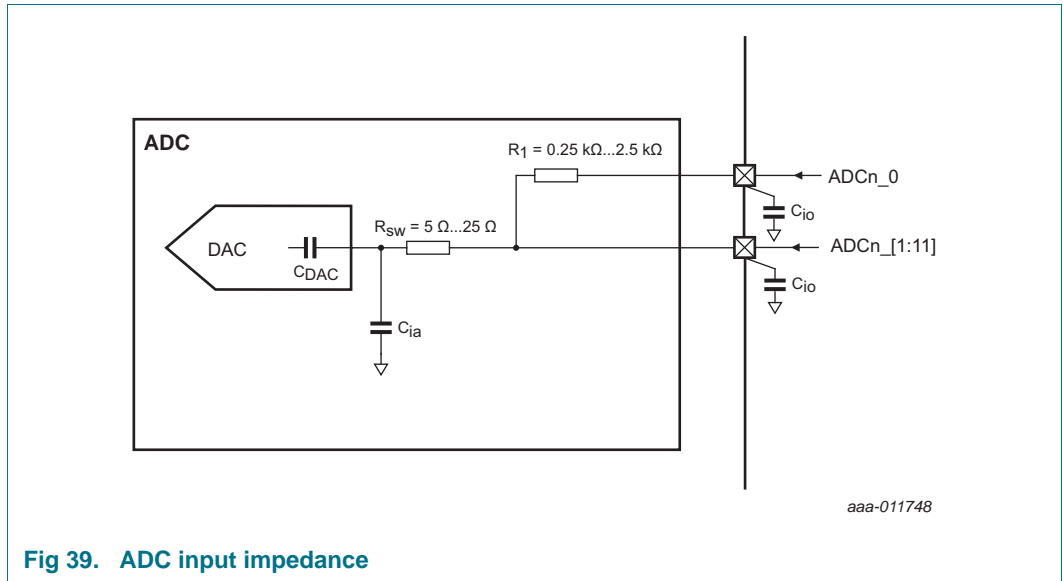 ADC
R1 = 0.25 kΩ...2.5 kΩ
ADCn_0
Cio
Rsw = 5 Ω...25 Ω
DAC
CDAC
ADCn_[1:11]
Cio
Cia
aaa-011748
Fig 39. ADC input impedance